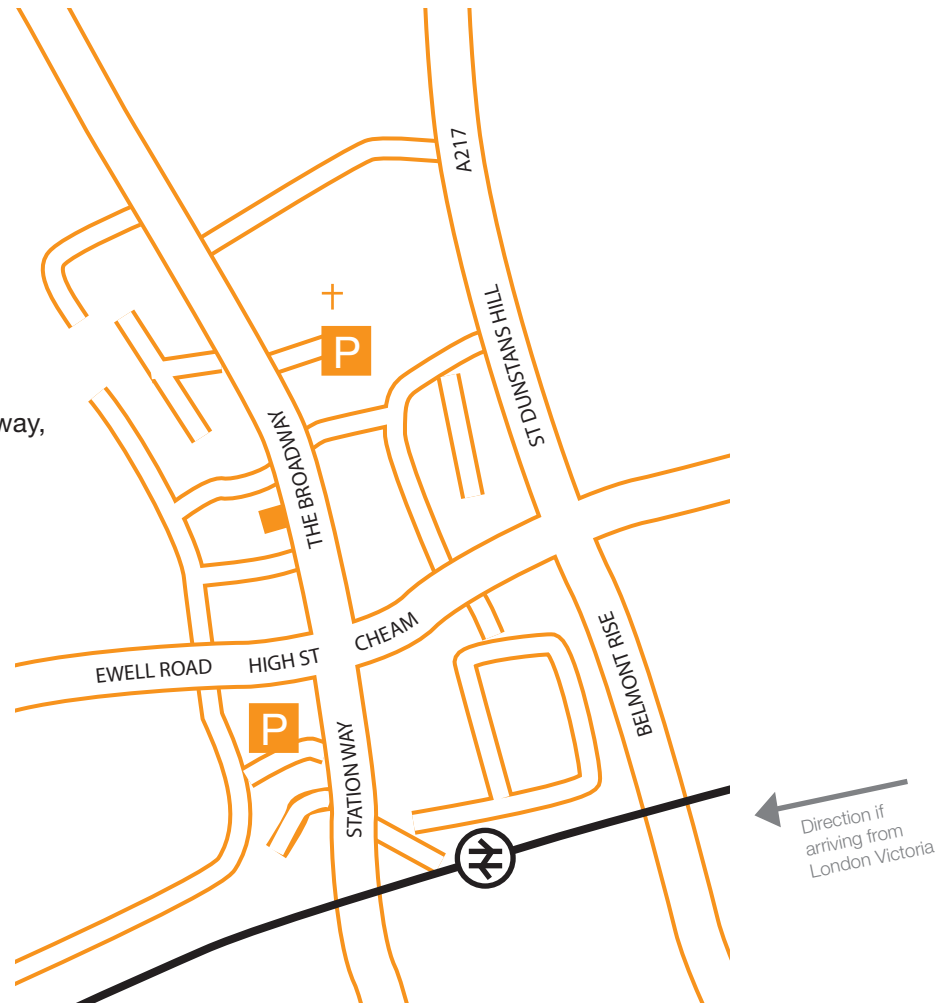 A217
ST DUNSTANS HILL
P
way,
THE BROADWAY
CHEAM
BELMONT RISE
HIGH ST
EWELL ROAD
P
STATION WAY
Direction if
arriving from
London Victoria